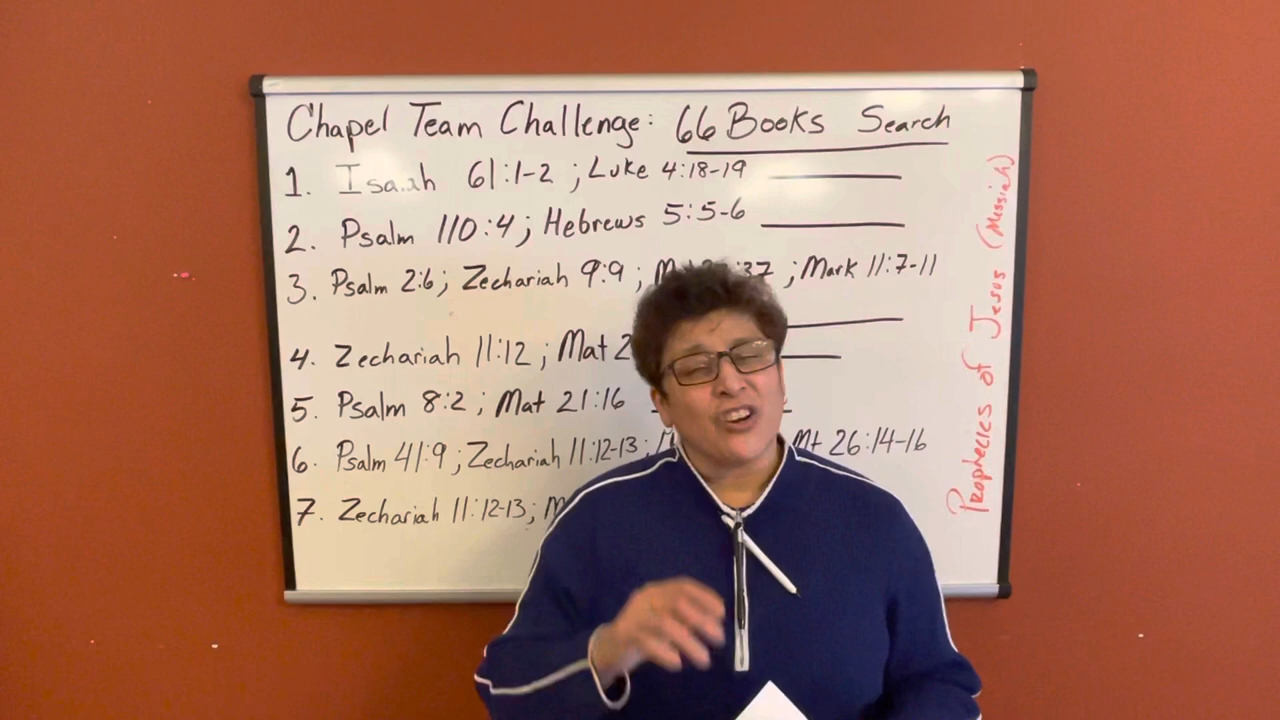 Chapel Team Challenge: 66 Books Search
1. Isaiah 61:1-2 ; Luke 4:18-19
2. Psalm 110:4 ; Hebrews 5:5-6
3. Psalm 2:6 ; Zechariah 9:9 ; :37 ; Mark 11:7-11
4. Zechariah 11:12 ; Mat 2
5. Psalm 8:2 ; Mat 21:16
6. Psalm 41:9 ; Zechariah 11:12-13 ; Mt 26:14-16
7. Zechariah 11:12-13 ;
Prophecies of Jesus (Messiah)